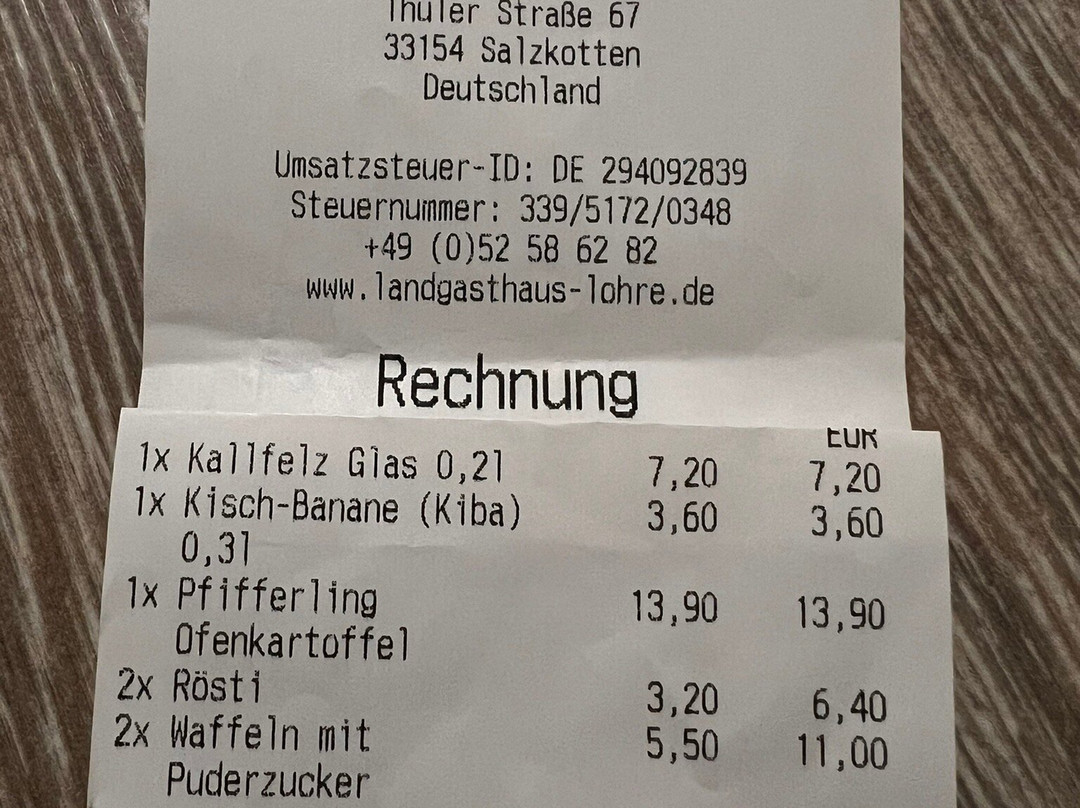 Thüler Straße 67
33154 Salzkotten
Deutschland
Umsatzsteuer-ID: DE 294092839
Steuernummer: 339/5172/0348
+49 (0)52 58 62 82
www.landgasthaus-lohre.de
Rechnung
EUR
1x Kallfelz Glas 0,2l 7,20 7,20
1x Kisch-Banane (Kiba) 3,60 3,60
0,3l
1x Pfifferling 13,90 13,90
Ofenkartoffel
2x Rösti 3,20 6,40
2x Waffeln mit 5,50 11,00
Puderzucker